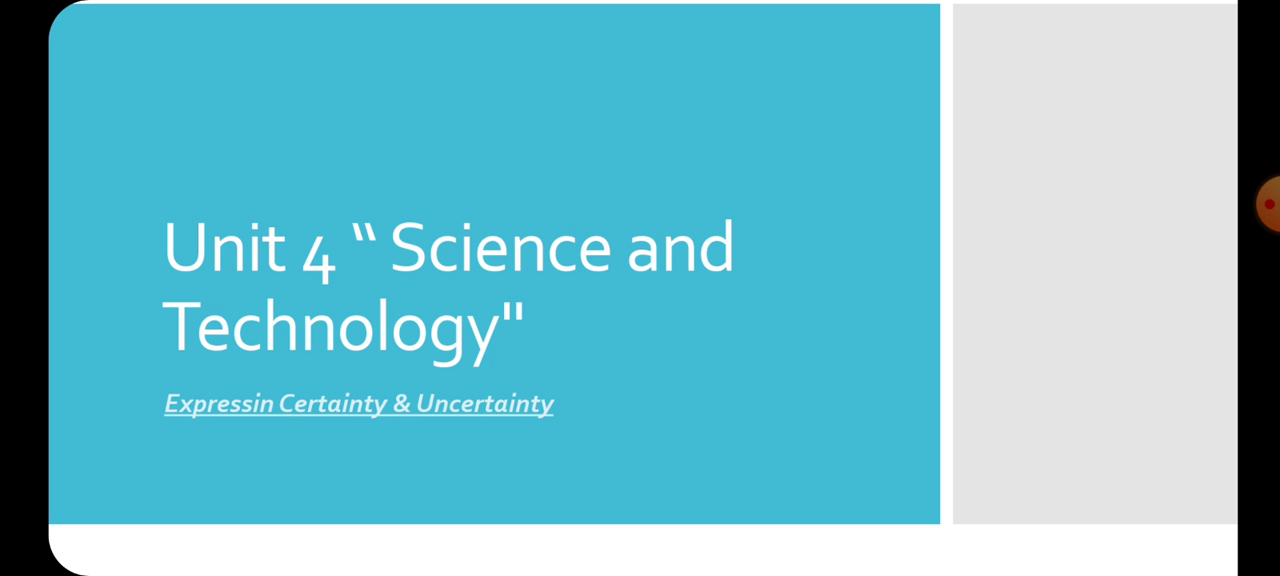 Unit 4 “ Science and
Technology"
Expressin Certainty & Uncertainty